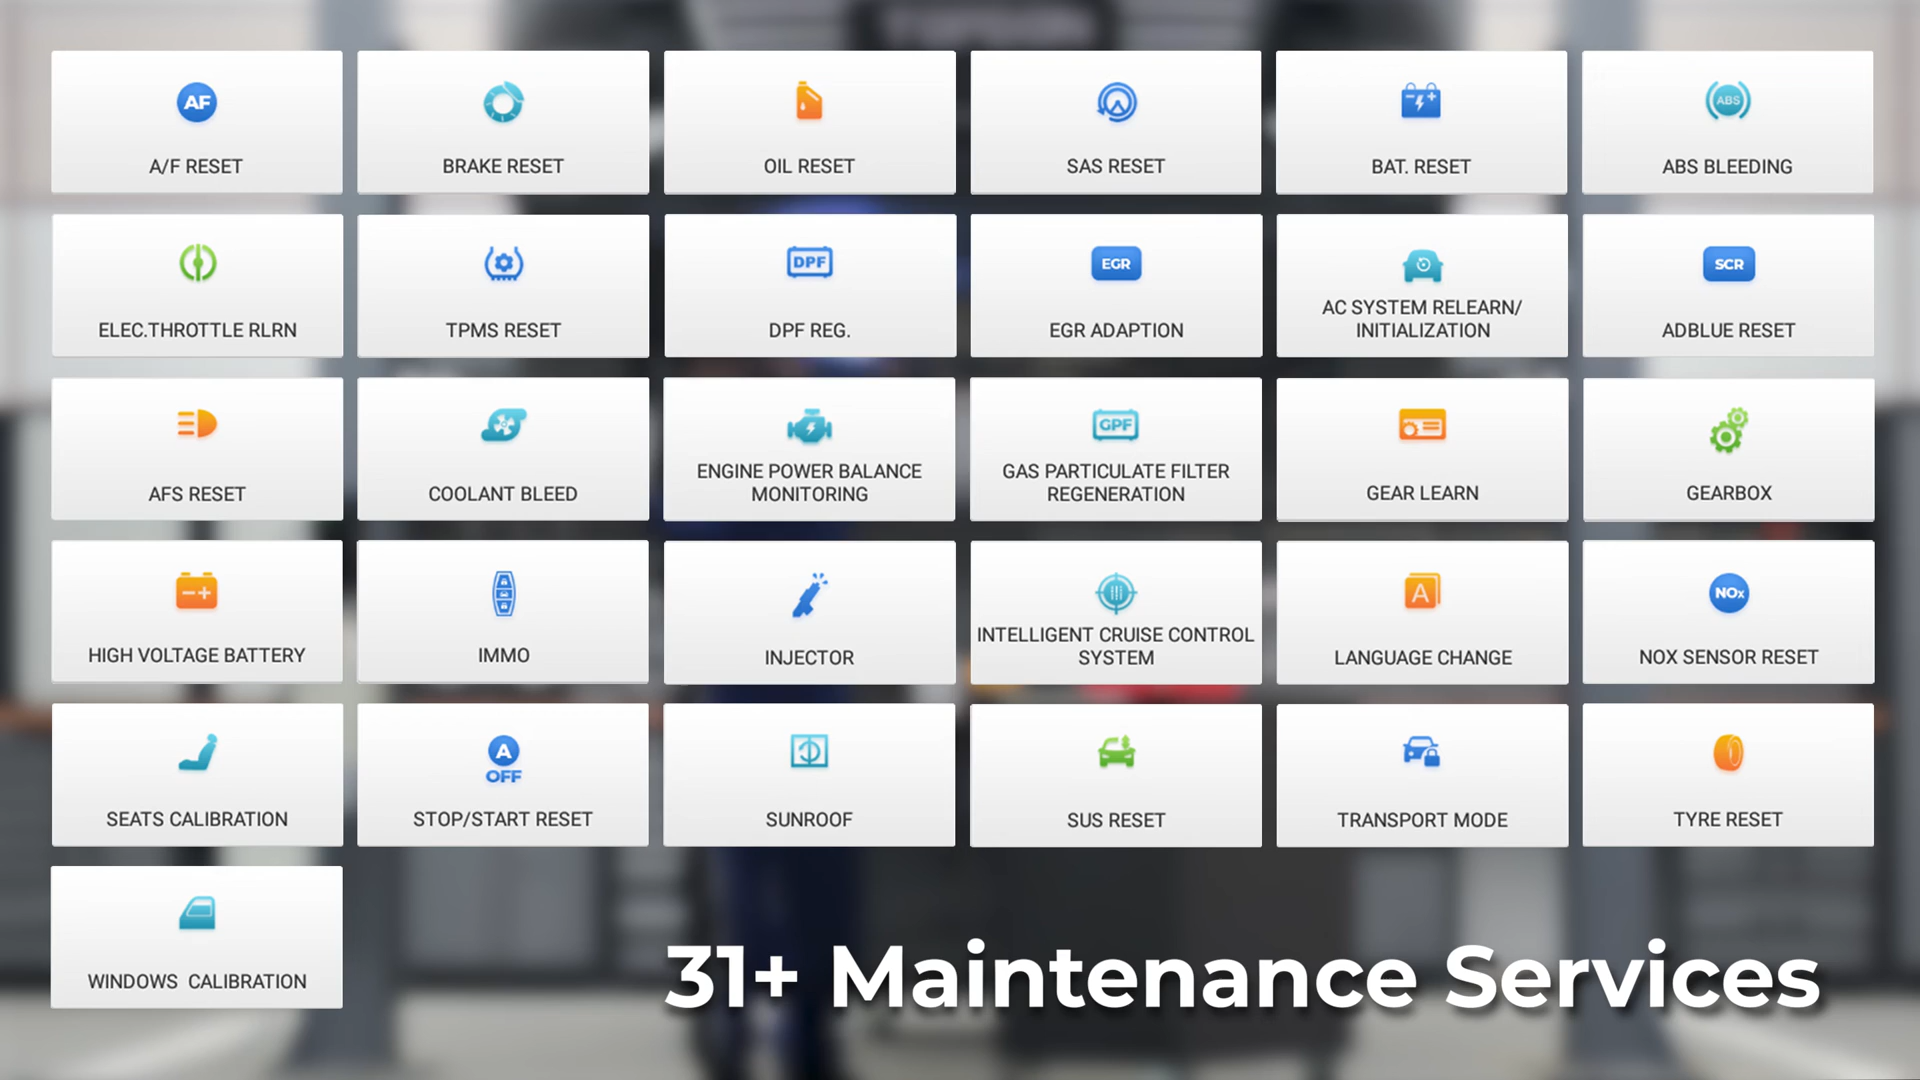 AF
A/F RESET
BRAKE RESET
OIL RESET
SAS RESET
BAT. RESET
ABS
ABS BLEEDING
ELEC.THROTTLE RLRN
TPMS RESET
DPF
DPF REG.
EGR
EGR ADAPTION
AC SYSTEM RELEARN/
INITIALIZATION
SCR
ADBLUE RESET
AFS RESET
COOLANT BLEED
ENGINE POWER BALANCE
MONITORING
GPF
GAS PARTICULATE FILTER
REGENERATION
GEAR LEARN
GEARBOX
HIGH VOLTAGE BATTERY
IMMO
INJECTOR
INTELLIGENT CRUISE CONTROL
SYSTEM
A
LANGUAGE CHANGE
NOx
NOX SENSOR RESET
SEATS CALIBRATION
A
OFF
STOP/START RESET
SUNROOF
SUS RESET
TRANSPORT MODE
TYRE RESET
WINDOWS  CALIBRATION
31+ Maintenance Services